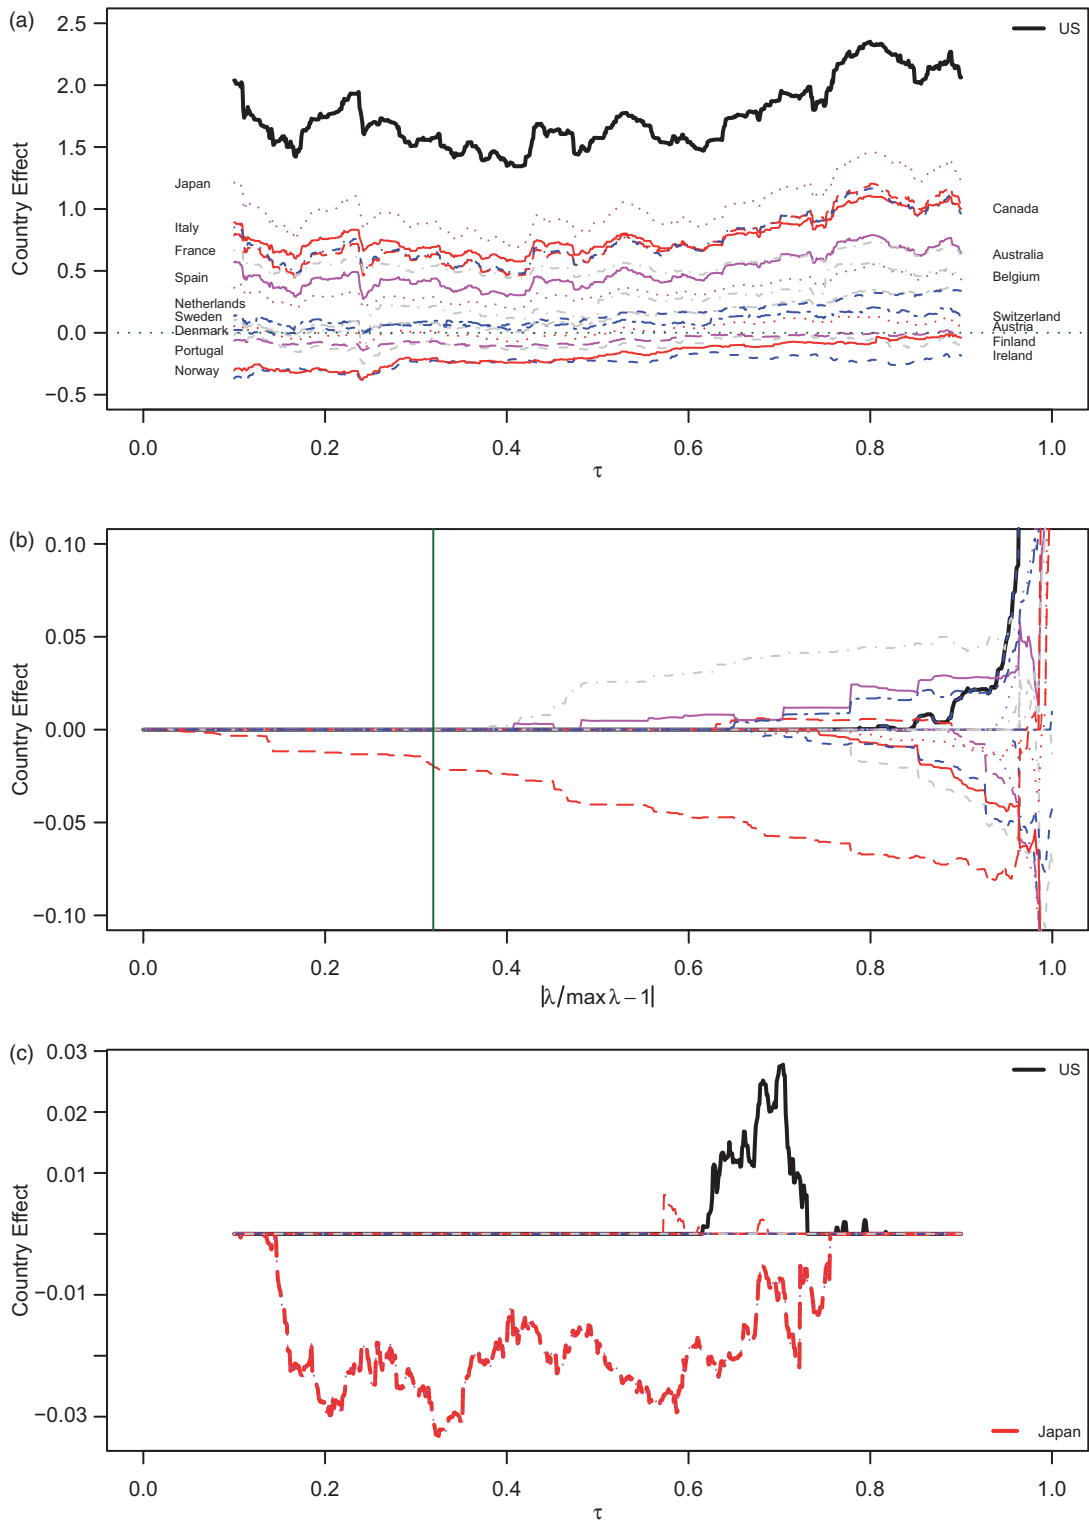 (a)
2.5
2.0
1.5
1.0
0.5
0.0
−0.5
Country Effect
US
Japan
Italy
France
Spain
Netherlands
Sweden
Denmark
Portugal
Norway
Canada
Australia
Belgium
Switzerland
Austria
Finland
Ireland
0.0 0.2 0.4 0.6 0.8 1.0
τ
(b)
0.10
0.05
0.00
−0.05
−0.10
Country Effect
0.0 0.2 0.4 0.6 0.8 1.0
|λ/max λ − 1|
(c)
0.03
0.02
0.01
−0.01
−0.03
Country Effect
US
Japan
0.0 0.2 0.4 0.6 0.8 1.0
τ